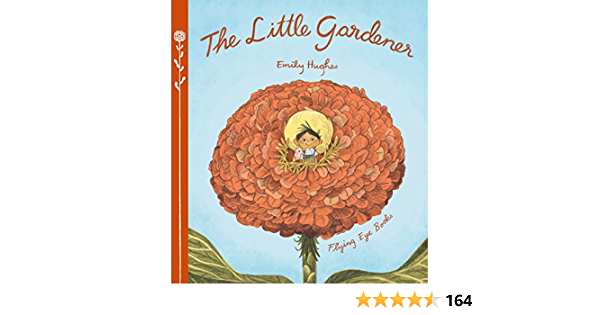 The Little Gardener
Emily Hughes
Flying Eye Books
164